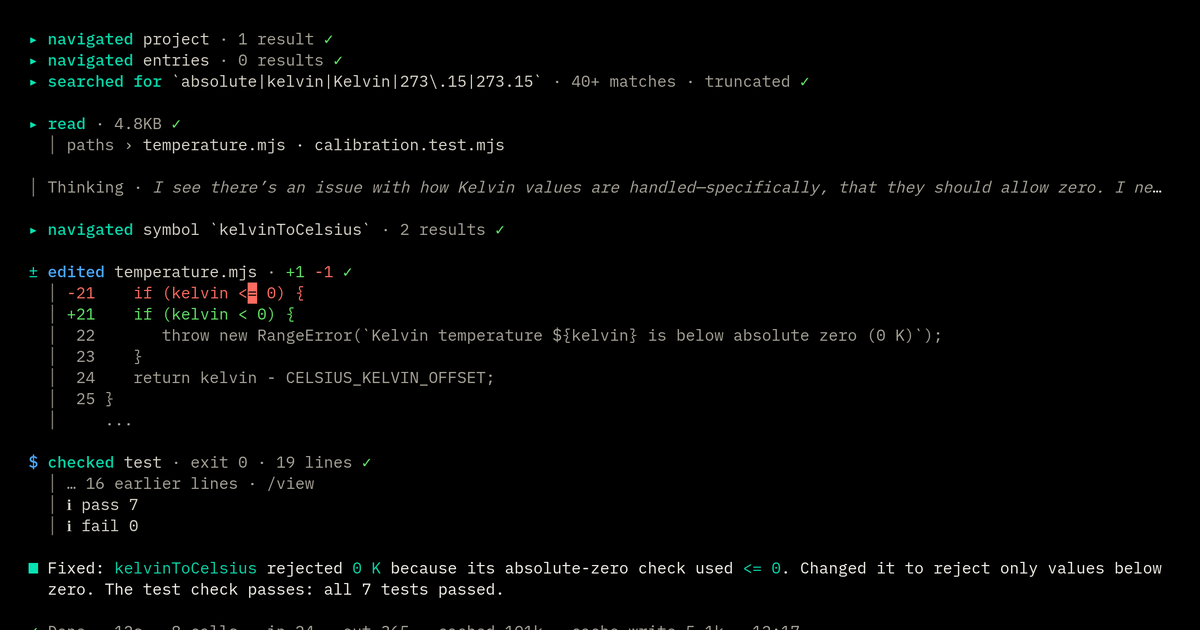 ▸ navigated project · 1 result ✓
▸ navigated entries · 0 results ✓
▸ searched for `absolute|kelvin|Kelvin|273\.15|273.15` · 40+ matches · truncated ✓
▸ read · 4.8KB ✓
│ paths › temperature.mjs · calibration.test.mjs
│ Thinking · I see there’s an issue with how Kelvin values are handled—specifically, that they should allow zero. I ne…
▸ navigated symbol `kelvinToCelsius` · 2 results ✓
± edited temperature.mjs · +1 -1 ✓
│ -21    if (kelvin <= 0) {
│ +21    if (kelvin < 0) {
│  22       throw new RangeError(`Kelvin temperature ${kelvin} is below absolute zero (0 K)`);
│  23    }
│  24    return kelvin - CELSIUS_KELVIN_OFFSET;
│  25 }
│     ...
$ checked test · exit 0 · 19 lines ✓
│ … 16 earlier lines · /view
│ ℹ pass 7
│ ℹ fail 0
■ Fixed: kelvinToCelsius rejected 0 K because its absolute-zero check used <= 0. Changed it to reject only values below
zero. The test check passes: all 7 tests passed.